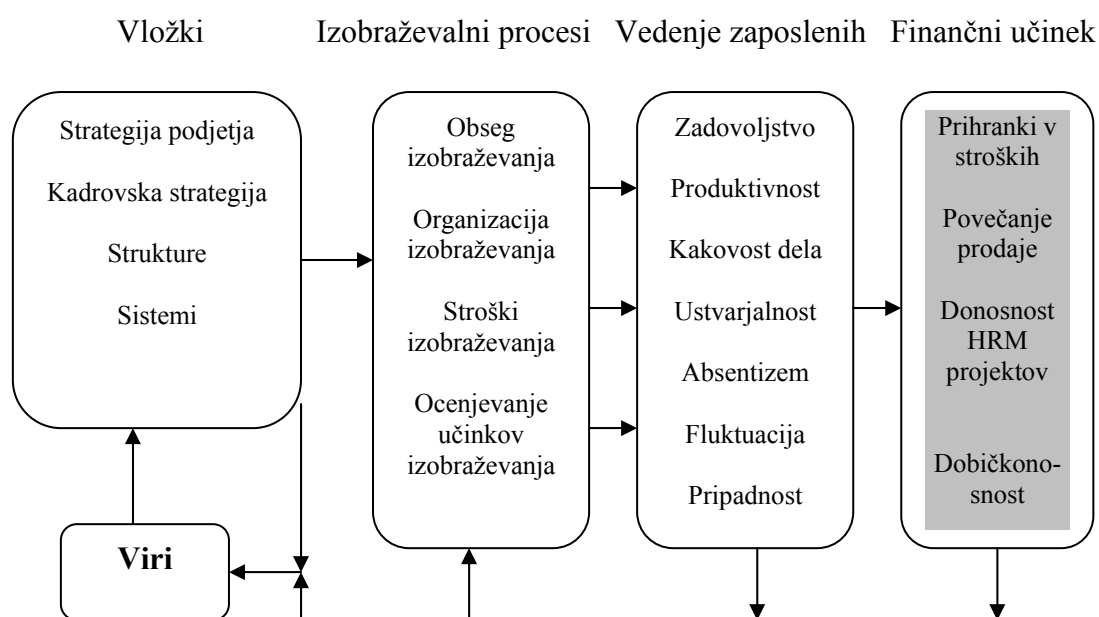 Vložki
Izobraževalni procesi
Vedenje zaposlenih
Finančni učinek
Strategija podjetja
Kadrovska strategija
Strukture
Sistemi
Obseg
izobraževanja
Organizacija
izobraževanja
Stroški
izobraževanja
Ocenjevanje
učinkov
izobraževanja
Zadovoljstvo
Produktivnost
Kakovost dela
Ustvarjalnost
Absentizem
Fluktuacija
Pripadnost
Prihranki v
stroških
Povečanje
prodaje
Donosnost
HRM
projektov
Dobičkono-
snost
Viri